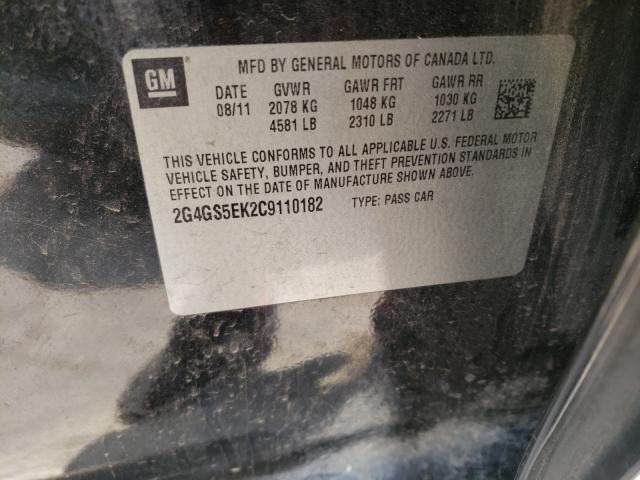 GM
MFD BY GENERAL MOTORS OF CANADA LTD.
DATE GVWR GAWR FRT GAWR RR
08/11 2078 KG 1048 KG 1030 KG
4581 LB 2310 LB 2271 LB
THIS VEHICLE CONFORMS TO ALL APPLICABLE U.S. FEDERAL MOTOR
VEHICLE SAFETY, BUMPER, AND THEFT PREVENTION STANDARDS IN
EFFECT ON THE DATE OF MANUFACTURE SHOWN ABOVE.
2G4GS5EK2C9110182 TYPE: PASS CAR